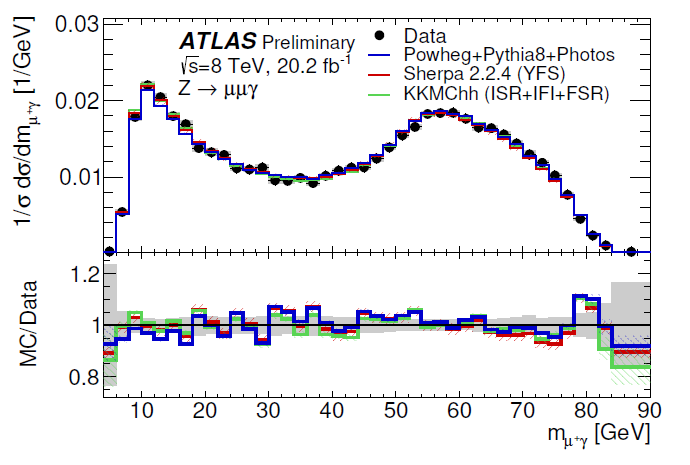 0.03
0.02
0.01
1/σ dσ/dm_μ⁺γ [1/GeV]
ATLAS Preliminary
√s=8 TeV, 20.2 fb⁻¹
Z → μμγ
Data
Powheg+Pythia8+Photos
Sherpa 2.2.4 (YFS)
KKMChh (ISR+IFI+FSR)
1.2
1
0.8
MC/Data
10 20 30 40 50 60 70 80 90
m_μ⁺γ [GeV]